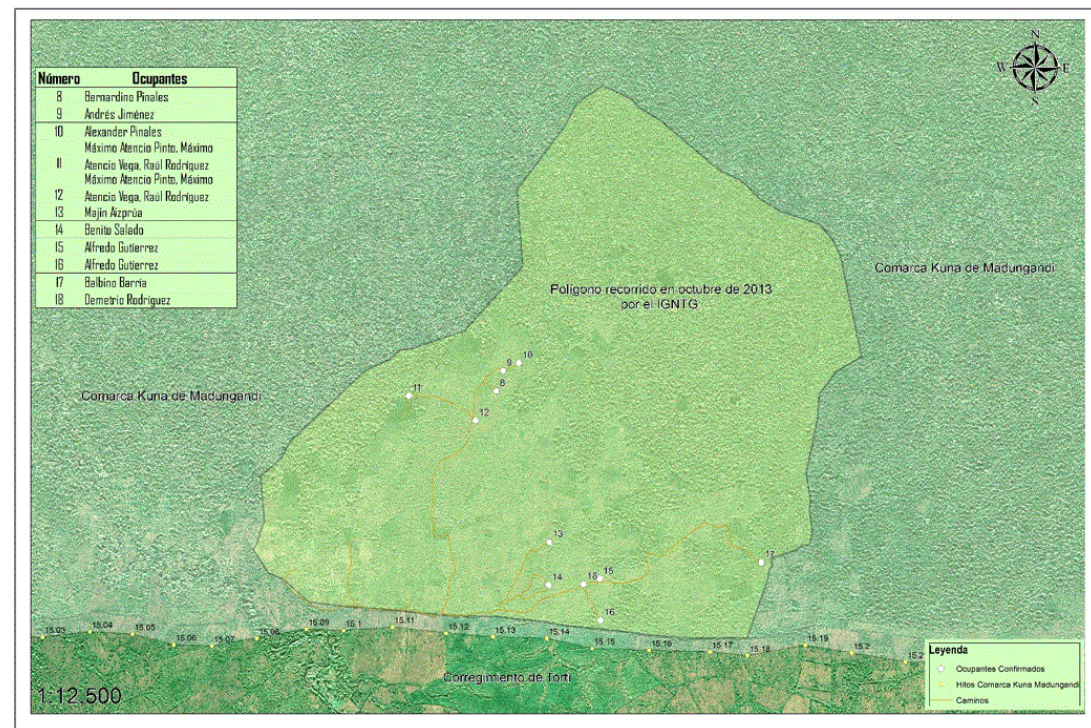 N
W E
S
Número Ocupantes
8 Bernardino Pinales
9 Andrés Jiménez
10 Alexander Pinales
Máximo Atencio Pinto, Máximo
11 Atencio Vega, Raúl Rodríguez
Máximo Atencio Pinto, Máximo
12 Atencio Vega, Raúl Rodríguez
13 Majin Aizprúa
14 Benito Salado
15 Alfredo Gutierrez
16 Alfredo Gutierrez
17 Balbino Barría
18 Demetrio Rodríguez
Comarca Kuna de Madungandi
Polígono recorrido en octubre de 2013
por el IGNTG
Comarca Kuna de Madungandi
9 10
8
11
12
13
14
18 15
16
17
15.03 15.04 15.05 15.06 15.07 15.08 15.09 15.1 15.11 15.12 15.13 15.14 15.15 15.16 15.17 15.18 15.19 15.2
Corregimiento de Tortí
1:12,500
Leyenda
Ocupantes Confirmados
Hitos Comarca Kuna Madungandi
Caminos